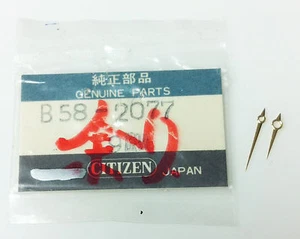 純正部品
GENUINE PARTS
B58-2077
CITIZEN JAPAN